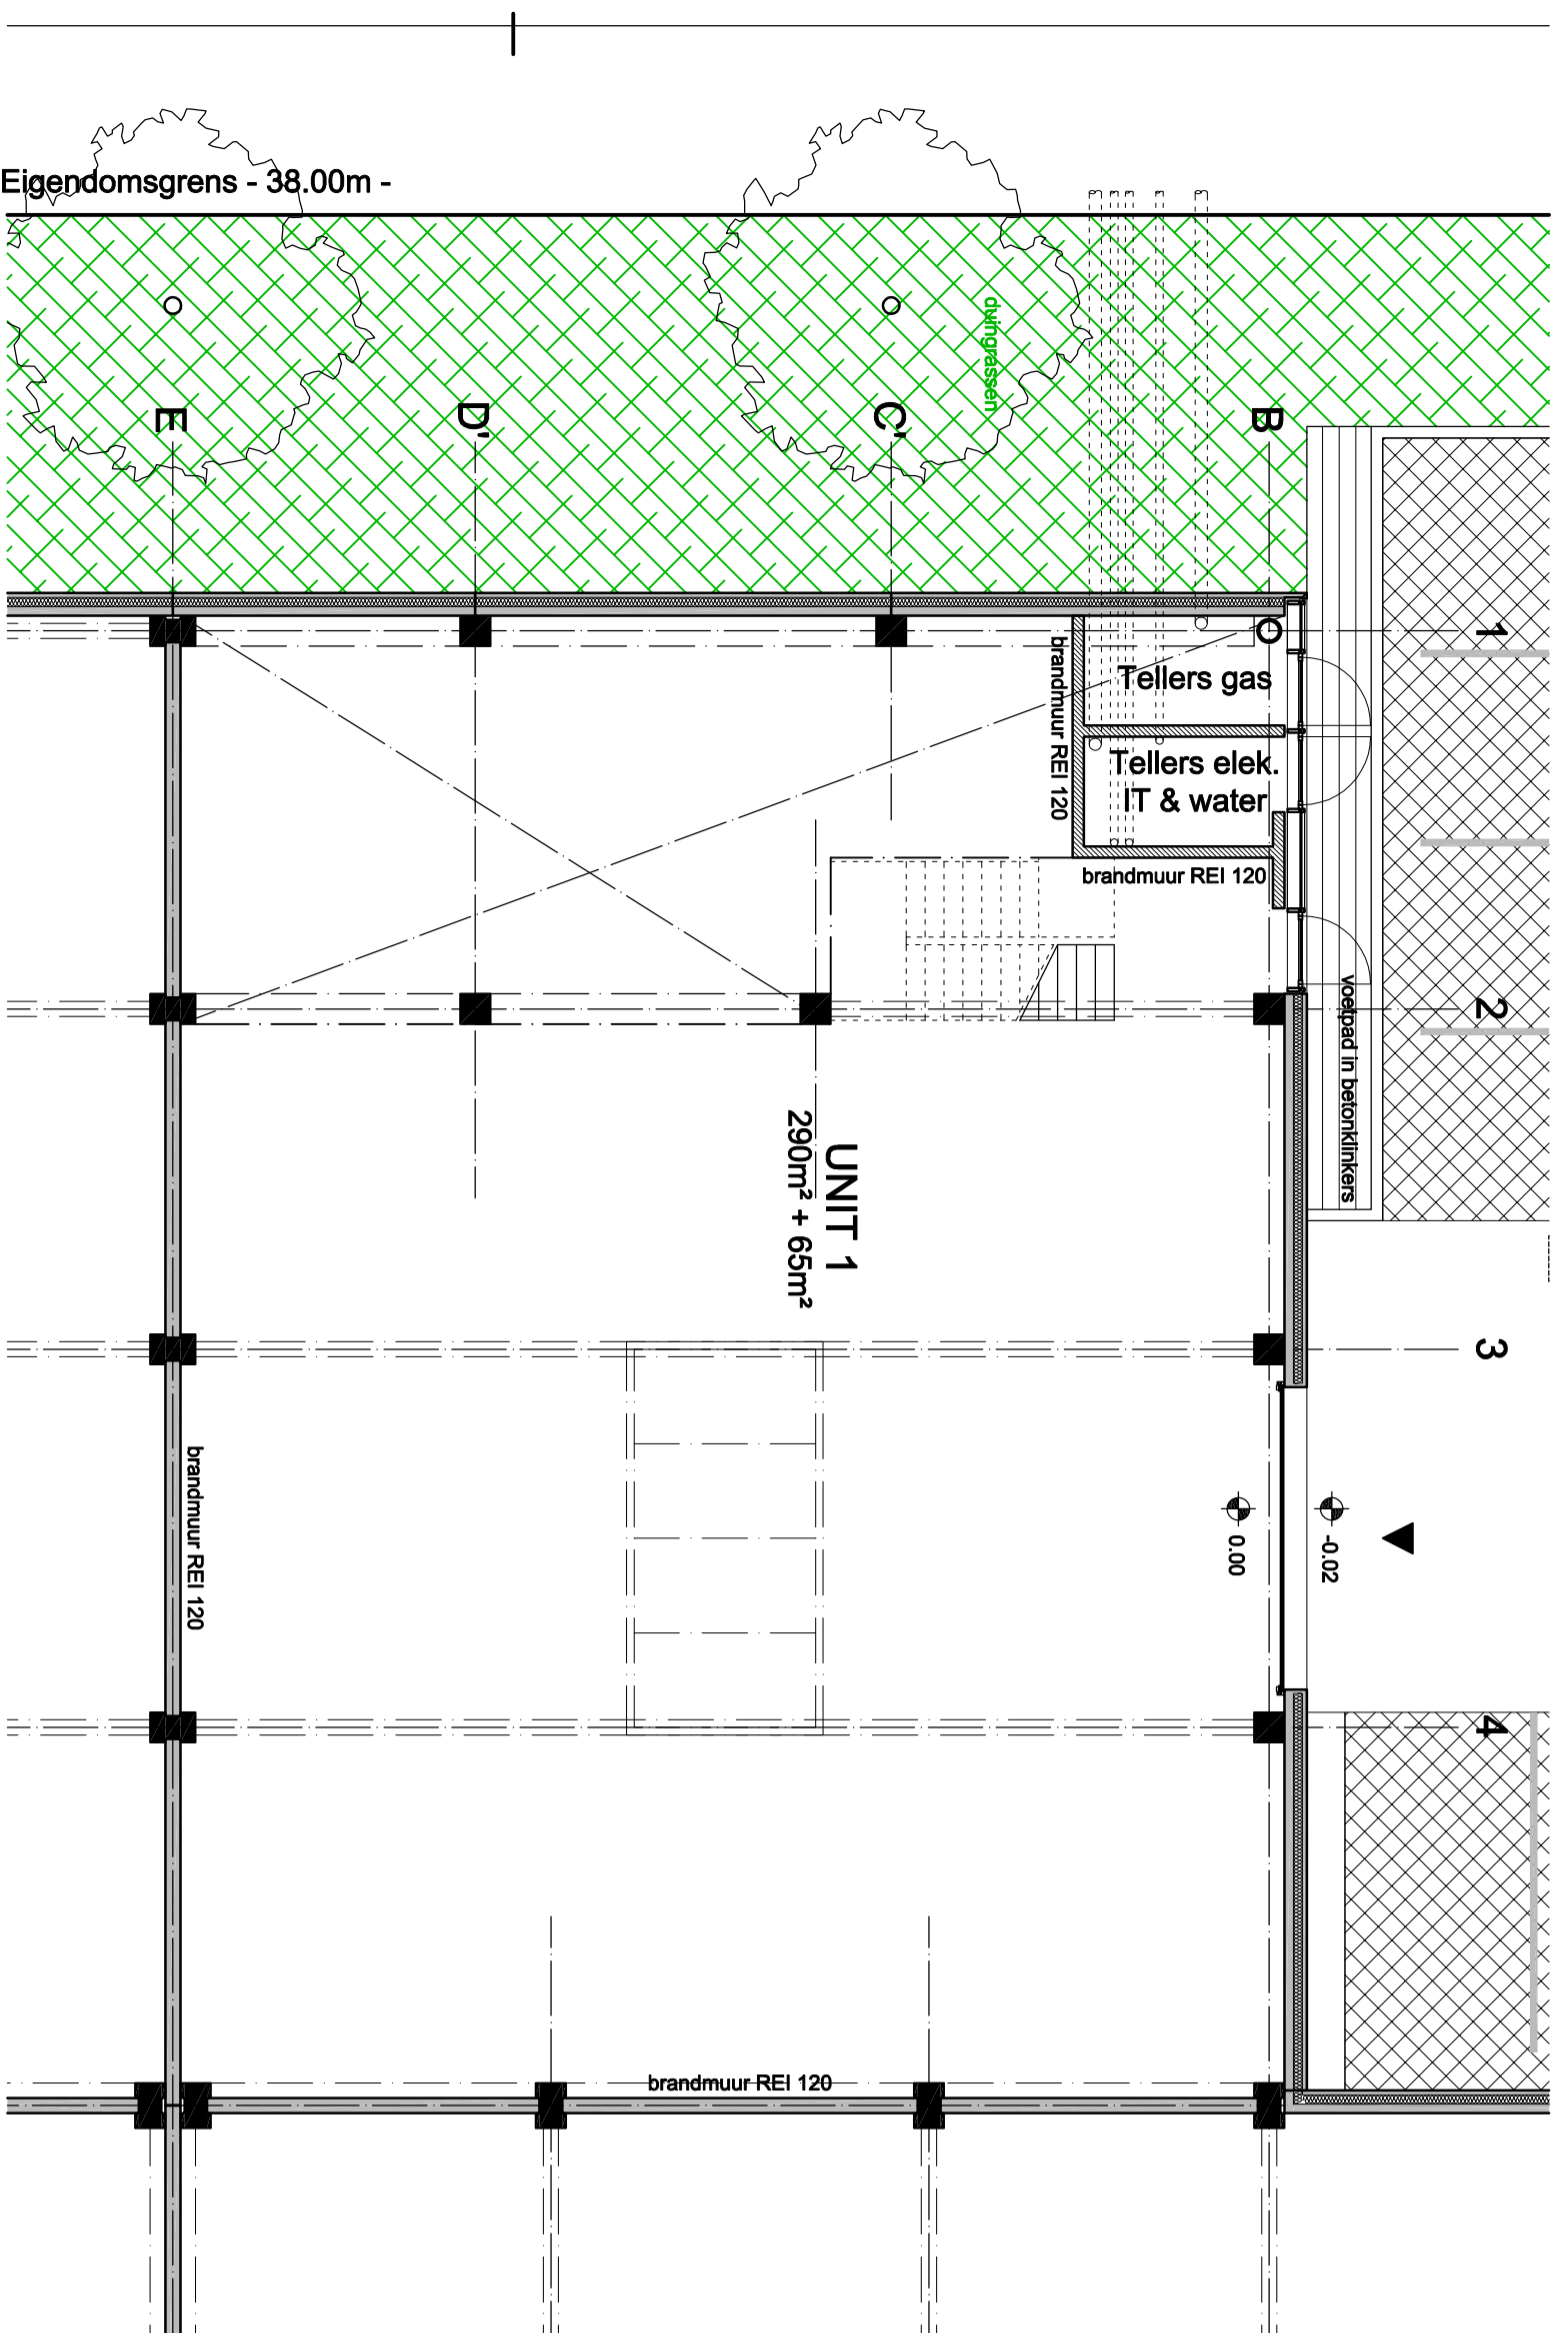 Eigendomsgrens - 38.00m -
duingrassen
E
D'
C'
B
1
Tellers gas
brandmuur REI 120
Tellers elek.
IT & water
brandmuur REI 120
2
voetpad in betonklinkers
UNIT 1
290m² + 65m²
3
brandmuur REI 120
0.00
-0.02
4
brandmuur REI 120